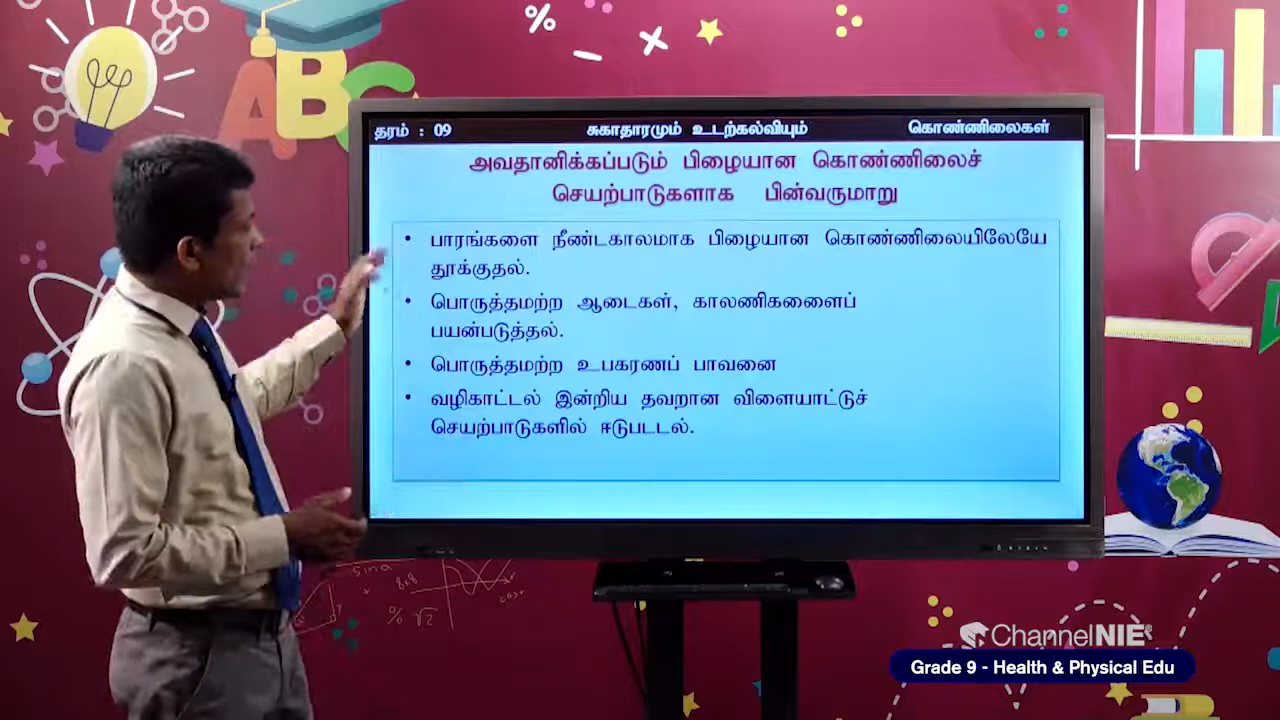 ABC
%
தரம் : 09 சுகாதாரமும் உடற்கல்வியும் கொண்ணிலைகள்
அவதானிக்கப்படும் பிழையான கொண்ணிலைச்
செயற்பாடுகளாக பின்வருமாறு
• பாரங்களை நீண்டகாலமாக பிழையான கொண்ணிலையிலேயே
தூக்குதல்.
• பொருத்தமற்ற ஆடைகள், காலணிகளைைப்
பயன்படுத்தல்.
• பொருத்தமற்ற உபகரணப் பாவனை
• வழிகாட்டல் இன்றிய தவறான விளையாட்டுச்
செயற்பாடுகளில் ஈடுபடடல்.
sina
% √2
ChannelNIE
Grade 9 - Health & Physical Edu